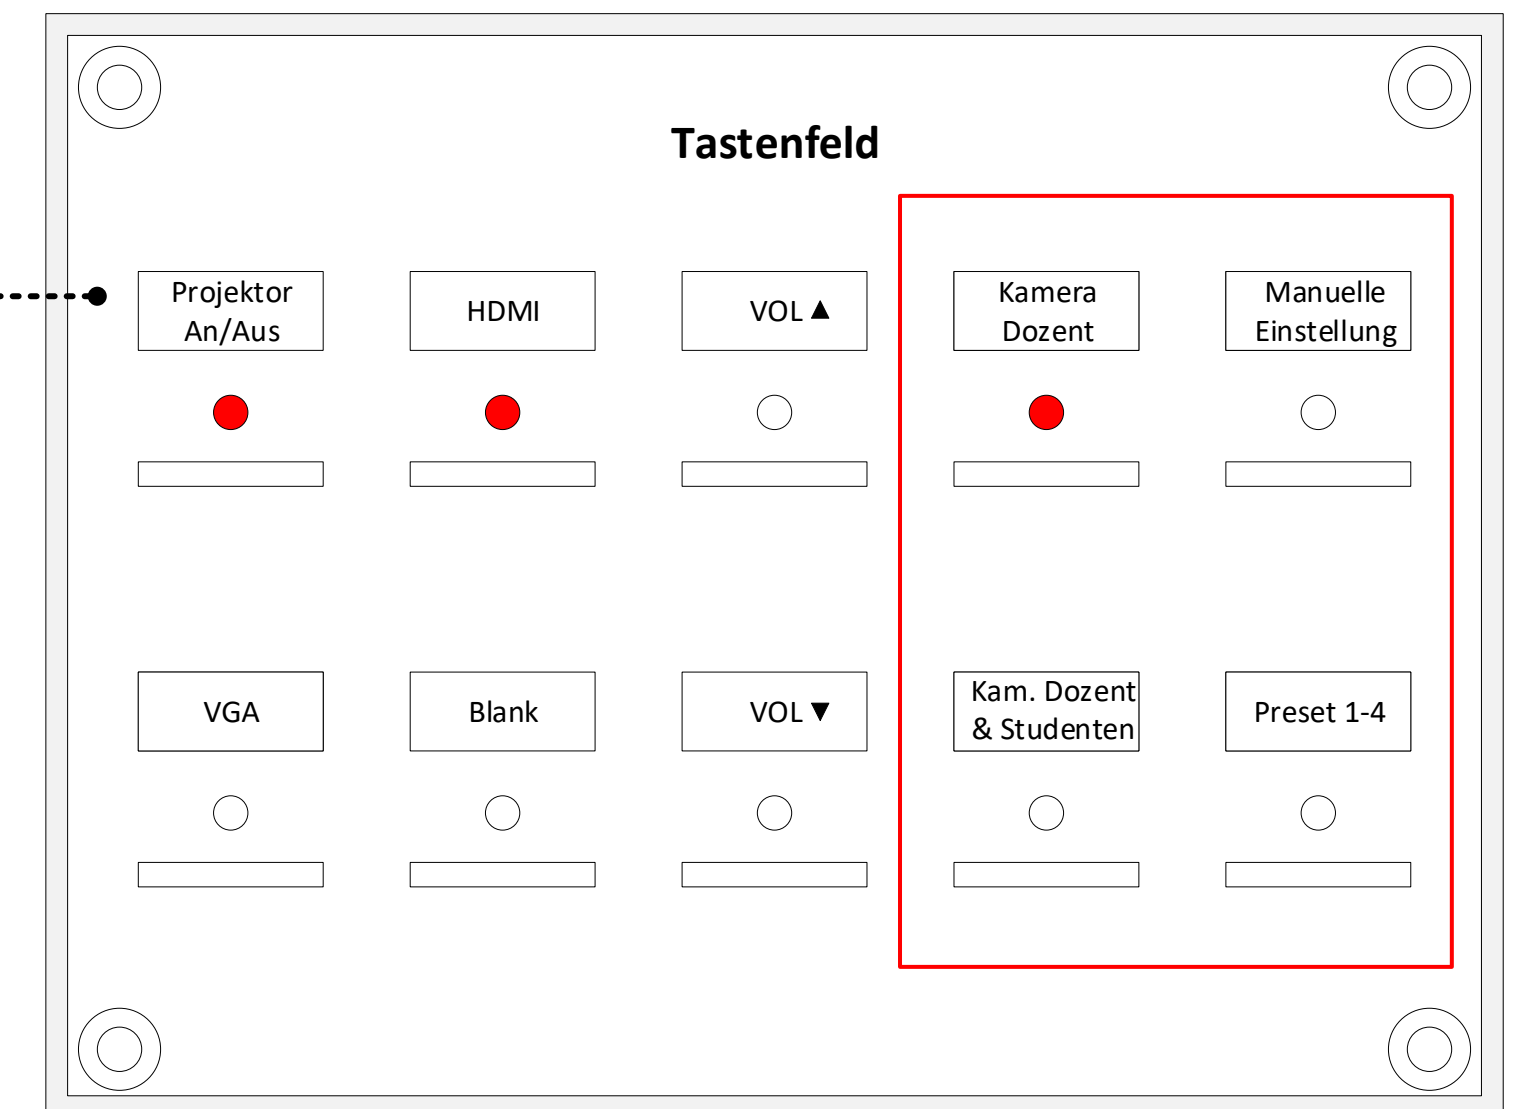 Tastenfeld
Projektor
An/Aus
HDMI
VOL ▲
Kamera
Dozent
Manuelle
Einstellung
VGA
Blank
VOL ▼
Kam. Dozent
& Studenten
Preset 1-4